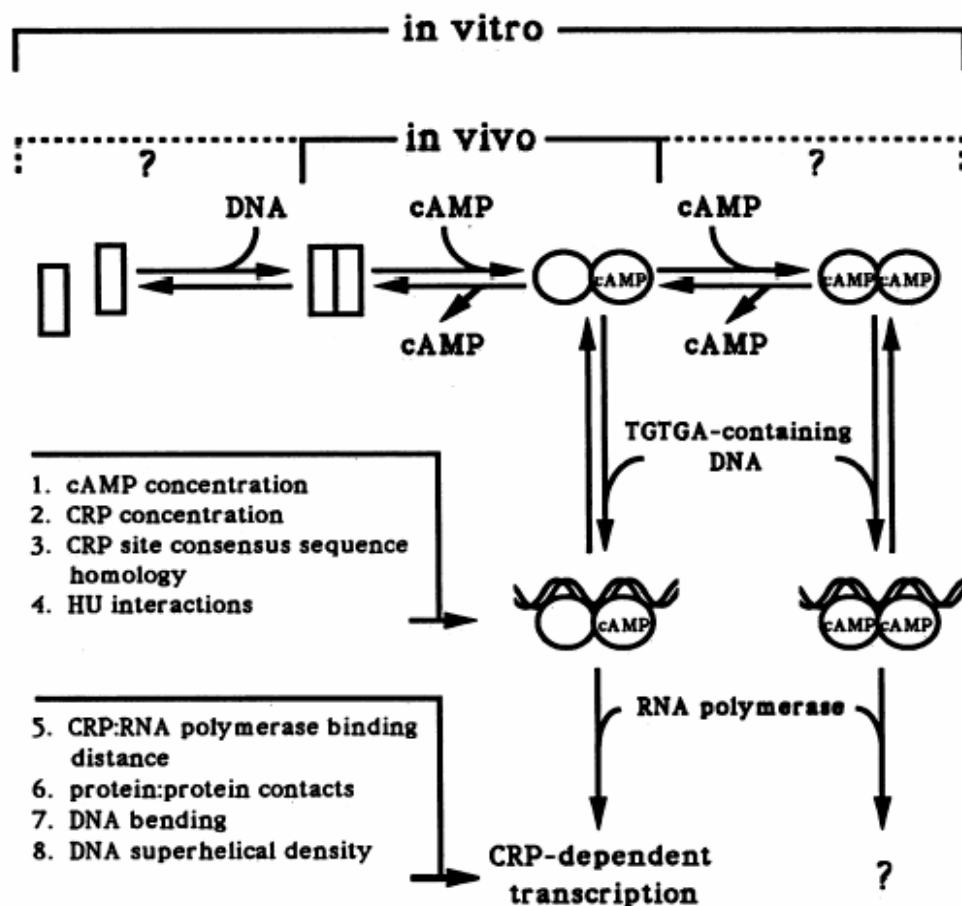 in vitro
in vivo
?
?
DNA
cAMP
cAMP
cAMP
cAMP cAMP
cAMP
cAMP
TGTGA-containing
DNA
1. cAMP concentration
2. CRP concentration
3. CRP site consensus sequence
homology
4. HU interactions
cAMP
cAMP cAMP
RNA polymerase
5. CRP:RNA polymerase binding
distance
6. protein:protein contacts
7. DNA bending
8. DNA superhelical density
CRP-dependent
transcription
?